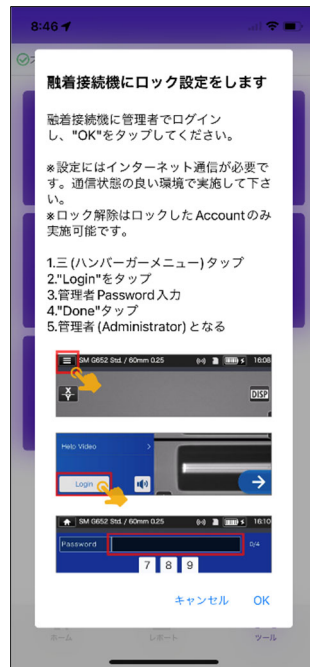 8:46
融着接続機にロック設定をします
融着接続機に管理者でログイン
し、"OK"をタップしてください。
※設定にはインターネット通信が必要で
す。通信状態の良い環境で実施して下さ
い。
※ロック解除はロックしたAccountのみ
実施可能です。
1.三(ハンバーガーメニュー)タップ
2."Login"をタップ
3.管理者Password入力
4."Done"タップ
5.管理者(Administrator)となる
SM G652 Std. / 60mm 0.25
16:08
DISP
Help Video
Login
SM G652 Std. / 60mm 0.25
16:10
Password
0/4
7 8 9
キャンセル OK
ホーム レポート ツール